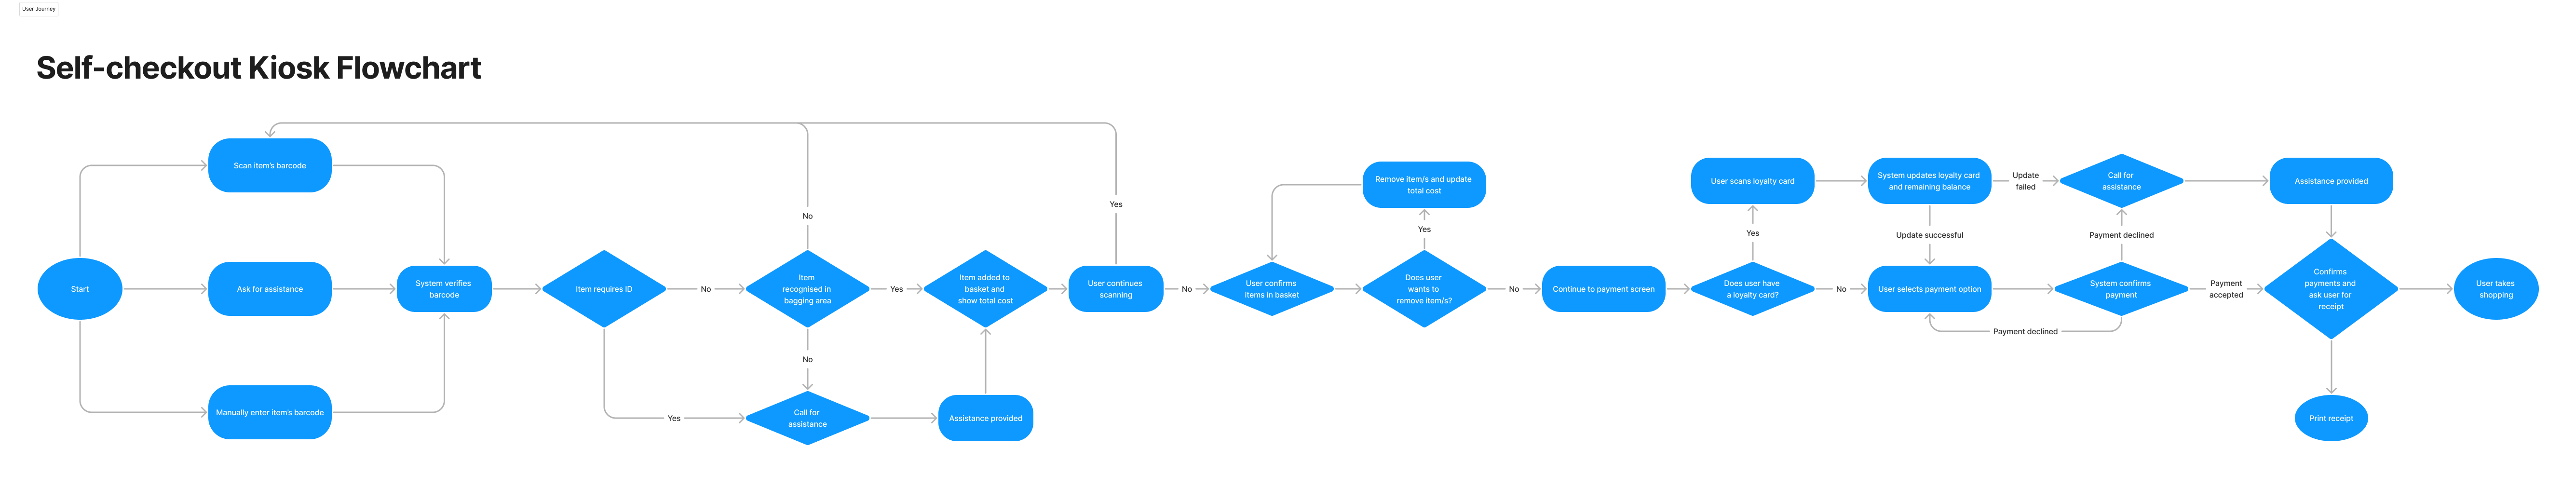 User Journey
Self-checkout Kiosk Flowchart
Scan item's barcode
Start
Ask for assistance
Manually enter item's barcode
System verifies
barcode
Item requires ID
No
Yes
No
Item
recognised in
bagging area
No
Call for
assistance
Yes
Item added to
basket and
show total cost
Assistance provided
Yes
User continues
scanning
No
User confirms
items in basket
Remove item/s and update
total cost
Yes
Does user
wants to
remove item/s?
No
Continue to payment screen
User scans loyalty card
Yes
Does user have
a loyalty card?
No
System updates loyalty card
and remaining balance
Update successful
User selects payment option
Update
failed
Payment declined
Call for
assistance
Payment declined
System confirms
payment
Payment
accepted
Assistance provided
Confirms
payments and
ask user for
receipt
Print receipt
User takes
shopping